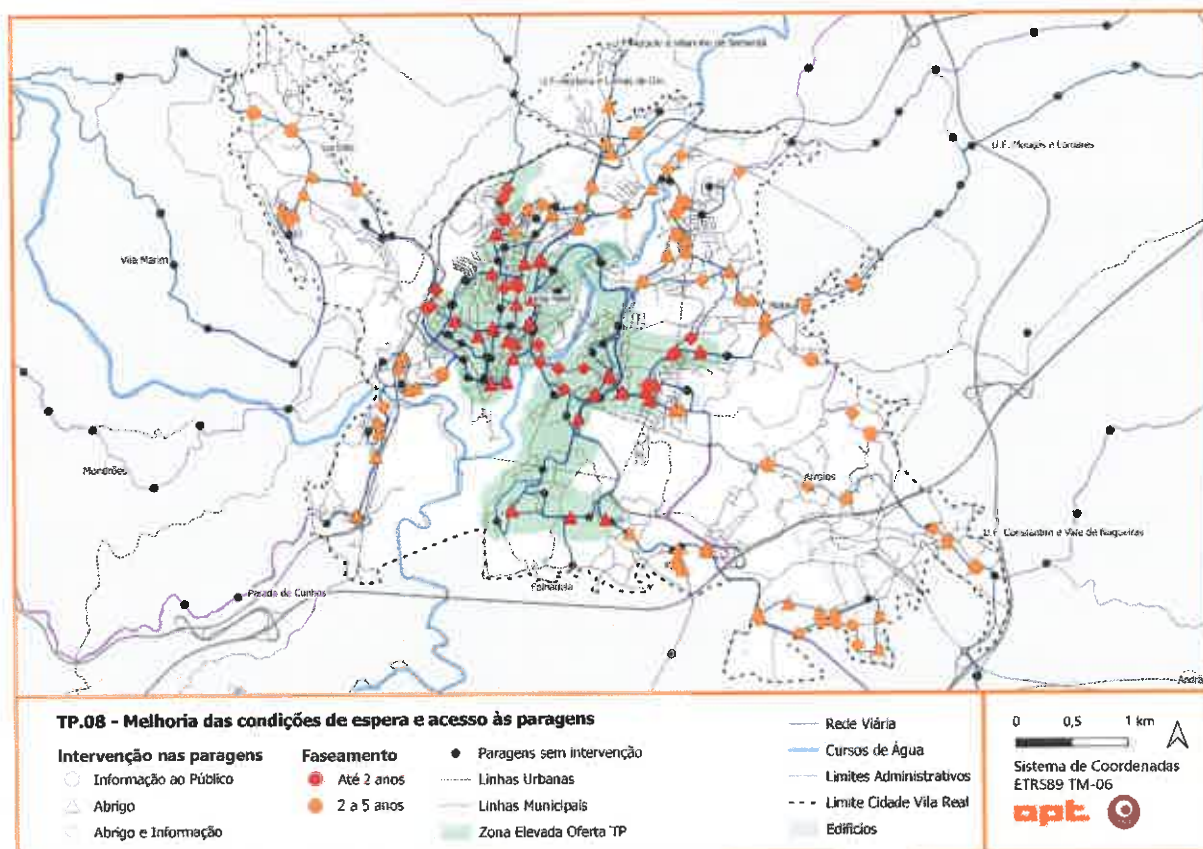 Vila Marim
U.F. Mouçós e Lamares
Mondrões
Arroios
U.F. Constantim e Vale de Nogueiras
Parada de Cunhos
Folhadela
TP.08 - Melhoria das condições de espera e acesso às paragens
Intervenção nas paragens
Informação ao Público
Abrigo
Abrigo e Informação
Faseamento
Até 2 anos
2 a 5 anos
Paragens sem intervenção
Linhas Urbanas
Linhas Municipais
Zona Elevada Oferta TP
Rede Viária
Cursos de Água
Limites Administrativos
Limite Cidade Vila Real
Edifícios
0 0,5 1 km
Sistema de Coordenadas
ETRS89 TM-06
apt.